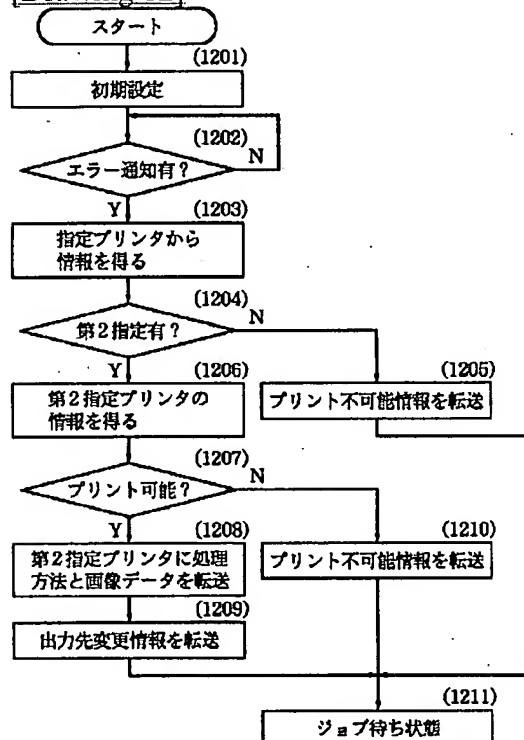 スタート
(1201)
初期設定
(1202)
エラー通知有?
N
Y
(1203)
指定プリンタから
情報を得る
(1204)
第2指定有?
N
Y
(1206)
(1205)
第2指定プリンタの
情報を得る
プリント不可能情報を転送
(1207)
プリント可能?
N
Y
(1208)
(1210)
第2指定プリンタに処理
方法と画像データを転送
プリント不可能情報を転送
(1209)
出力先変更情報を転送
(1211)
ジョブ待ち状態